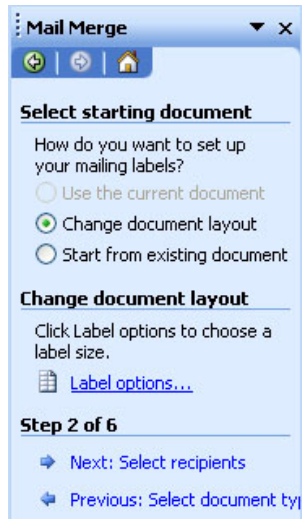 Mail Merge
Select starting document
How do you want to set up
your mailing labels?
Use the current document
Change document layout
Start from existing document
Change document layout
Click Label options to choose a
label size.
Label options...
Step 2 of 6
Next: Select recipients
Previous: Select document typ